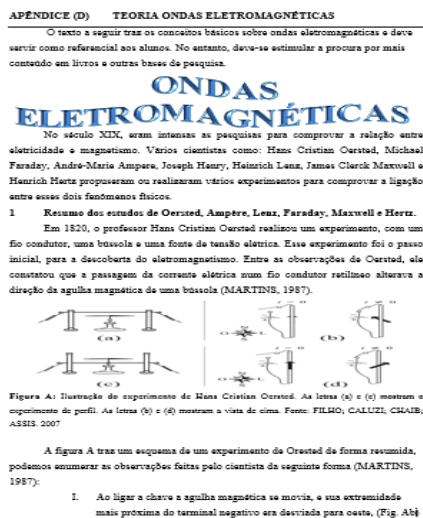 APÊNDICE (D) TEORIA ONDAS ELETROMAGNÉTICAS
O texto a seguir traz os conceitos básicos sobre ondas eletromagnéticas e deve
servir como referencial aos alunos. No entanto, deve-se estimular a procura por mais
conteúdo em livros e outras bases de pesquisa.
ONDAS
ELETROMAGNÉTICAS
No século XIX, eram intensas as pesquisas para comprovar a relação entre
eletricidade e magnetismo. Vários cientistas como: Hans Cristian Oersted, Michael
Faraday, André-Marie Ampere, Joseph Henry, Heinrich Lenz, James Clerck Maxwell e
Henrich Hertz propuseram ou realizaram vários experimentos para comprovar a ligação
entre esses dois fenômenos físicos.
1 Resumo dos estudos de Oersted, Ampère, Lenz, Faraday, Maxwell e Hertz.
Em 1820, o professor Hans Cristian Oersted realizou um experimento, com um
fio condutor, uma bússola e uma fonte de tensão elétrica. Esse experimento foi o passo
inicial, para a descoberta do eletromagnetismo. Entre as observações de Oersted, ele
constatou que a passagem da corrente elétrica num fio condutor retilíneo alterava a
direção da agulha magnética de uma bússola (MARTINS, 1987).
(a) (b)
(c) (d)
Figura A: Ilustração do experimento de Hans Cristian Oersted. As letras (a) e (c) mostram o
experimento de perfil. As letras (b) e (d) mostram a vista de cima. Fonte: FILHO; CALUZI; CHAIB;
ASSIS. 2007
A figura A traz um esquema de um experimento de Orested de forma resumida,
podemos enumerar as observações feitas pelo cientista da seguinte forma (MARTINS,
1987):
I. Ao ligar a chave a agulha magnética se movia, e sua extremidade
mais próxima do terminal negativo era desviada para oeste, (Fig. Ab)